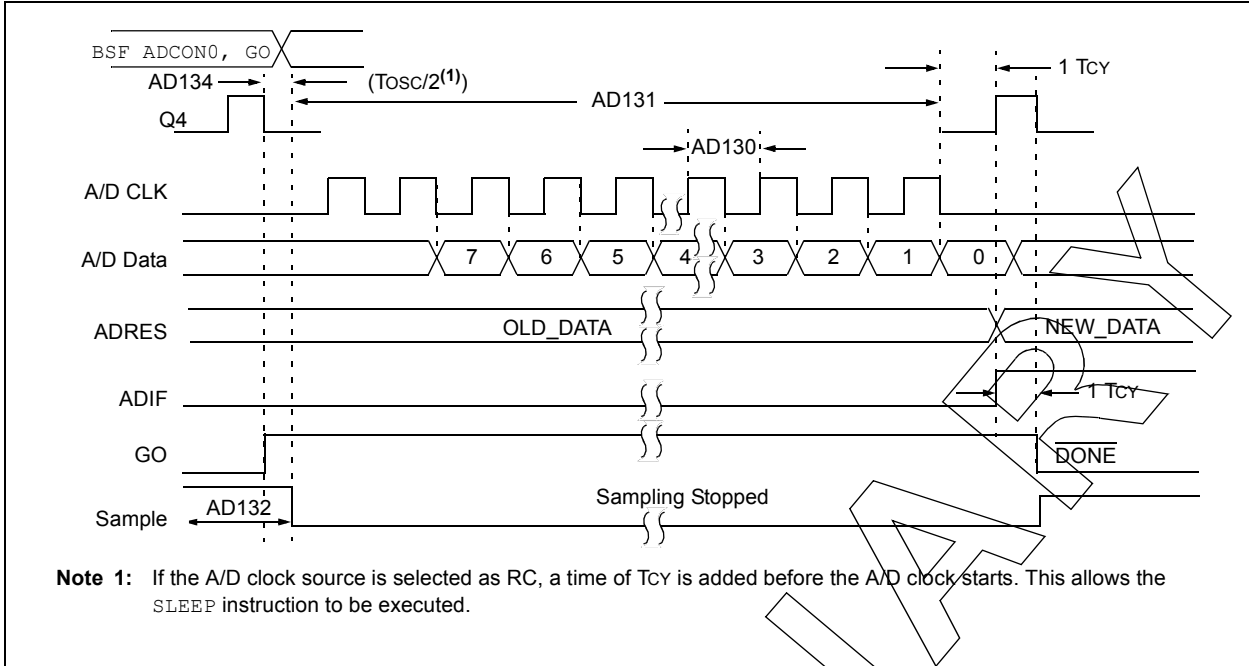 BSF ADCON0, GO
AD134 (TOSC/2(1)) 1 TCY
AD131
Q4
AD130
A/D CLK
A/D Data 7 6 5 4 3 2 1 0
ADRES OLD_DATA NEW_DATA
ADIF 1 TCY
GO DONE
Sample AD132 Sampling Stopped
Note 1: If the A/D clock source is selected as RC, a time of TCY is added before the A/D clock starts. This allows the
SLEEP instruction to be executed.